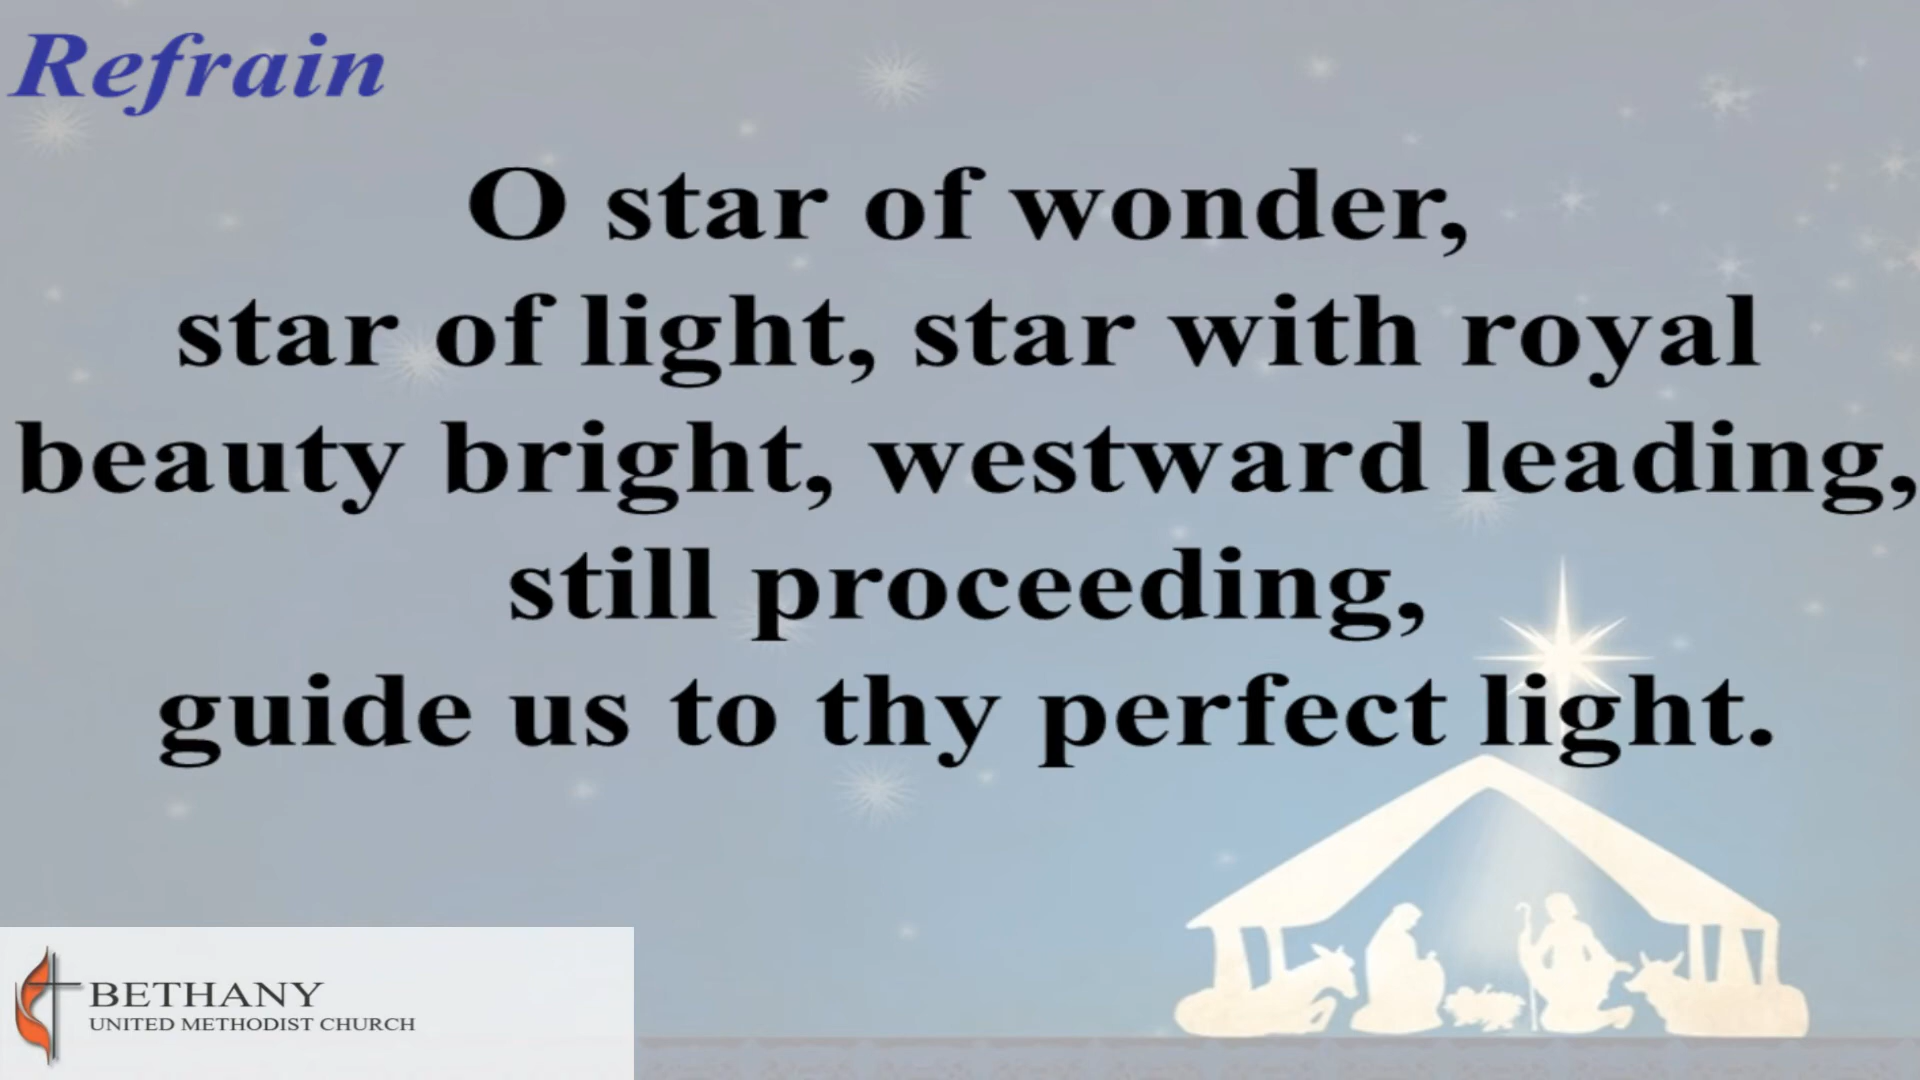 Refrain
O star of wonder,
star of light, star with royal
beauty bright, westward leading,
still proceeding,
guide us to thy perfect light.
BETHANY
UNITED METHODIST CHURCH